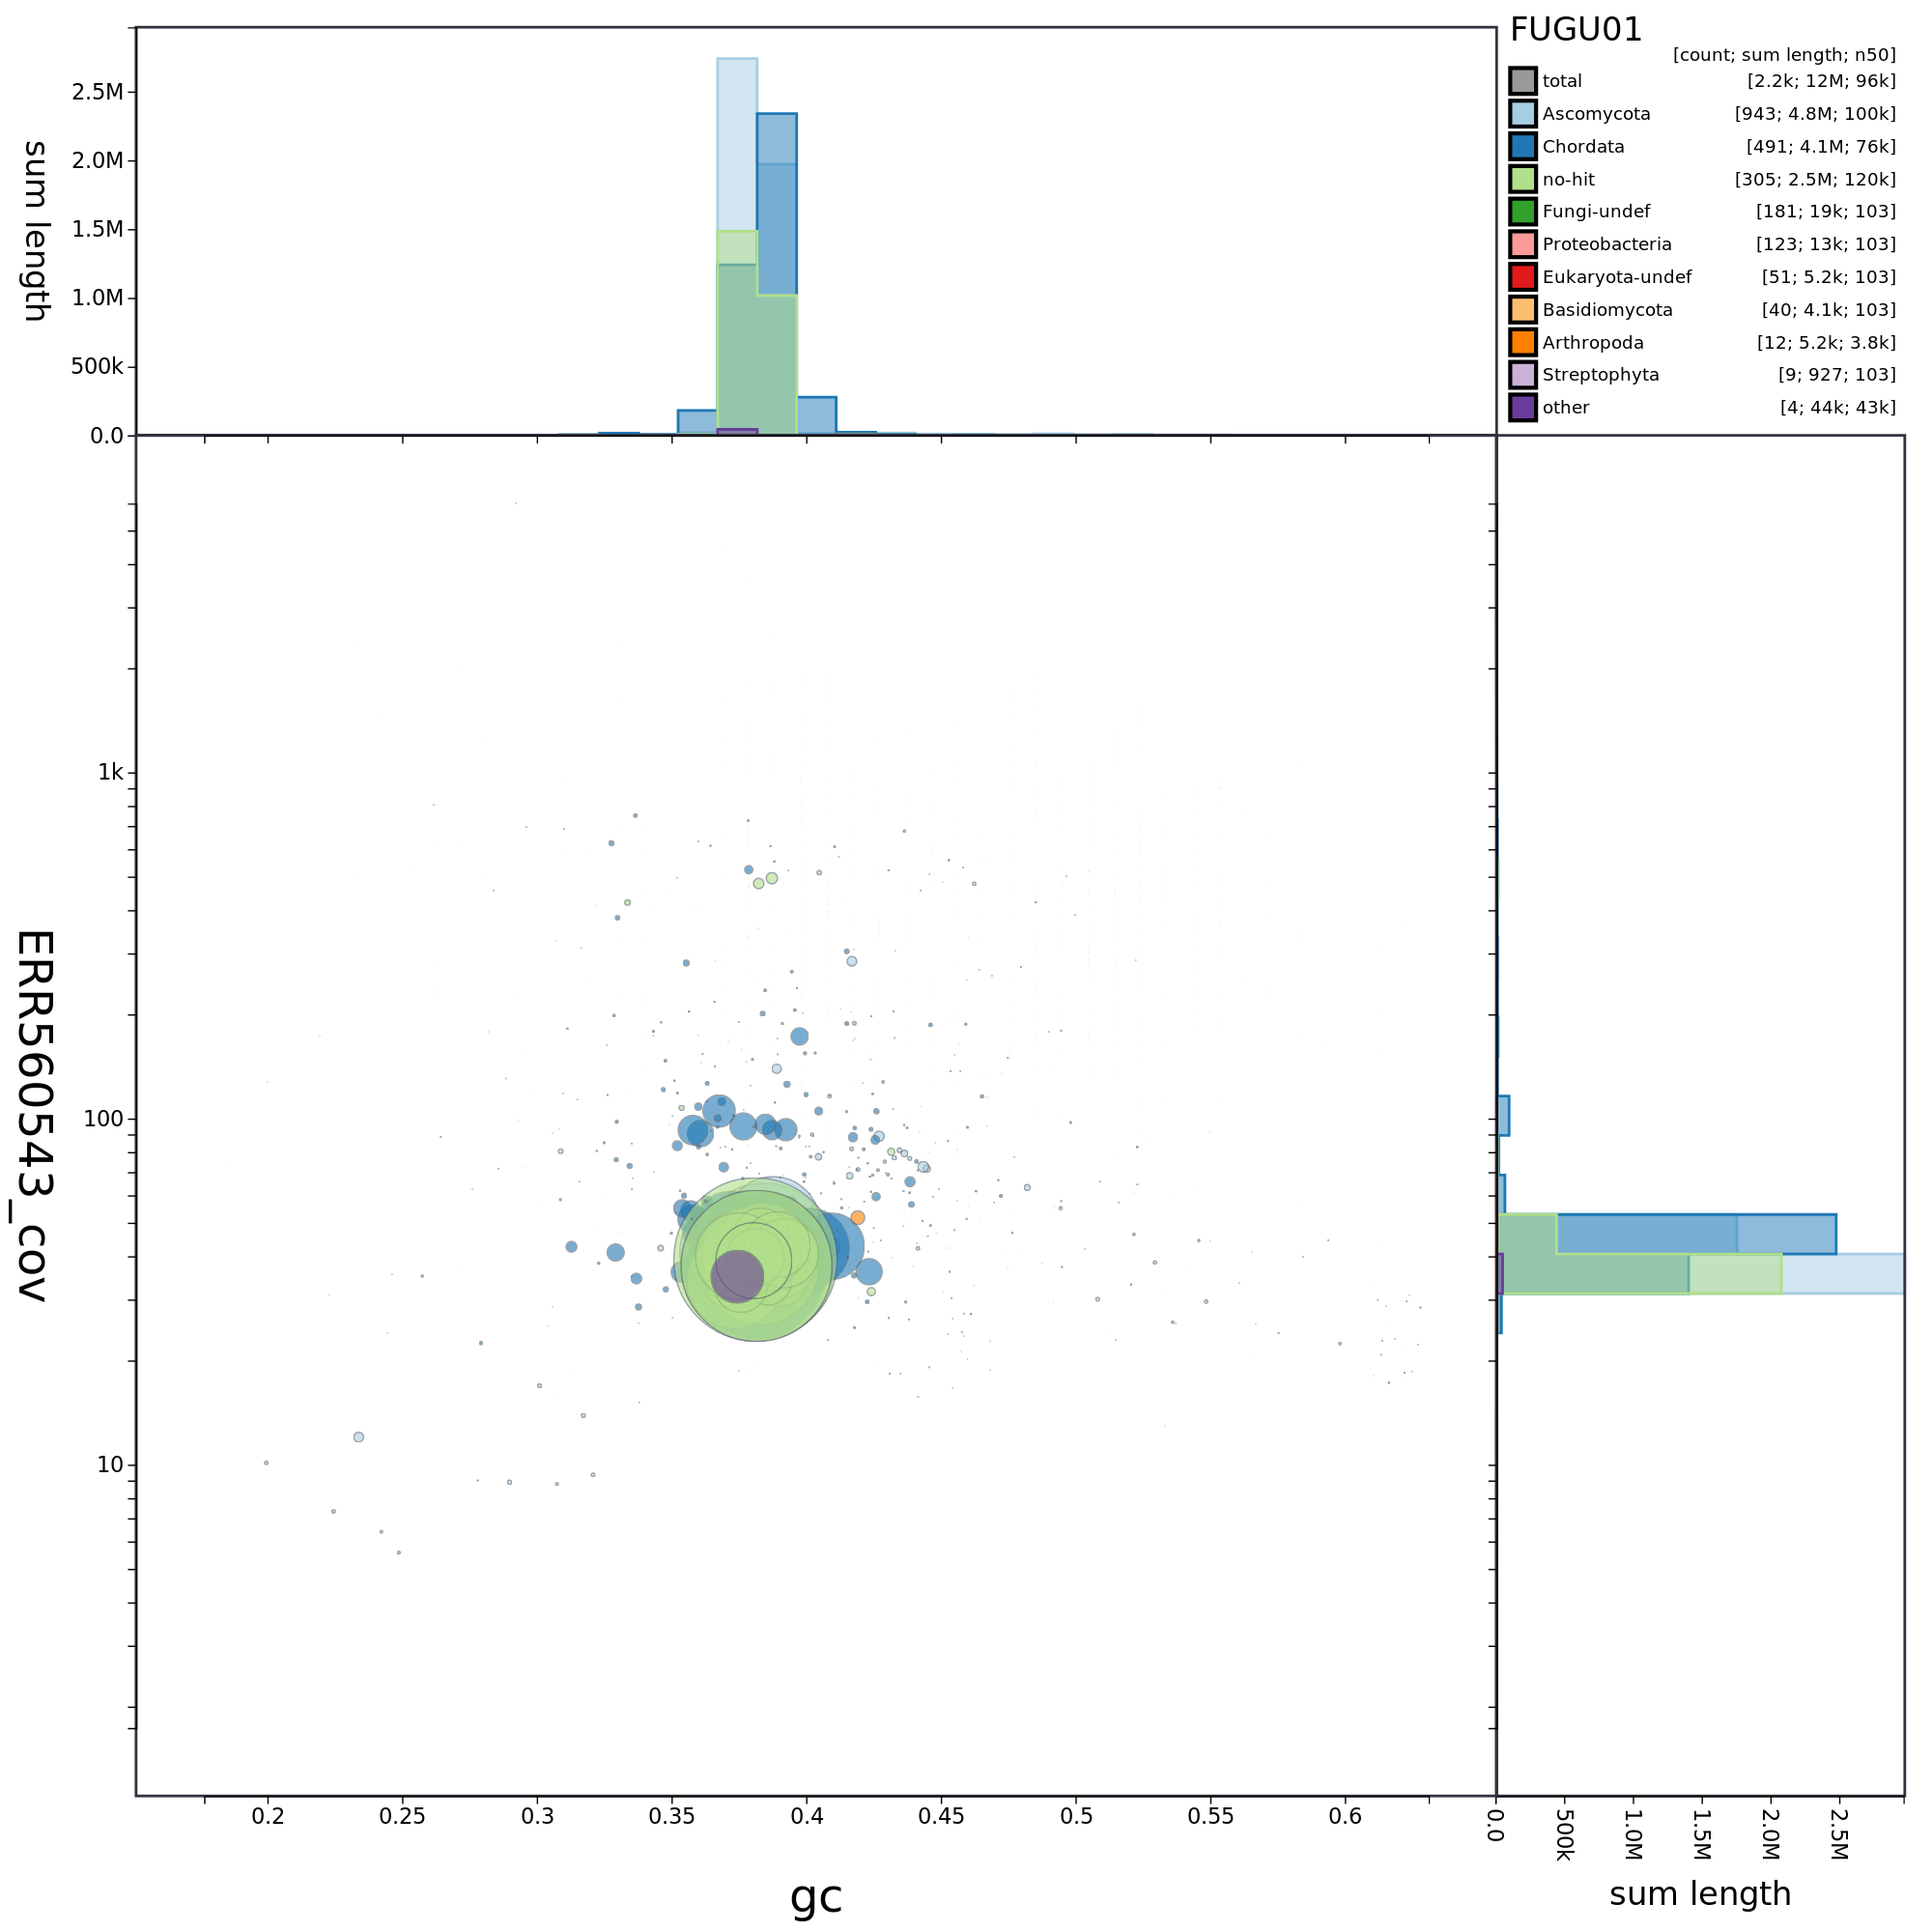 FUGU01
[count; sum length; n50]
total [2.2k; 12M; 96k]
Ascomycota [943; 4.8M; 100k]
Chordata [491; 4.1M; 76k]
no-hit [305; 2.5M; 120k]
Fungi-undef [181; 19k; 103]
Proteobacteria [123; 13k; 103]
Eukaryota-undef [51; 5.2k; 103]
Basidiomycota [40; 4.1k; 103]
Arthropoda [12; 5.2k; 3.8k]
Streptophyta [9; 927; 103]
other [4; 44k; 43k]
sum length
2.5M
2.0M
1.5M
1.0M
500k
0.0
ERR560543_cov
1k
100
10
0.2 0.25 0.3 0.35 0.4 0.45 0.5 0.55 0.6
gc
0.0 500k 1.0M 1.5M 2.0M 2.5M
sum length